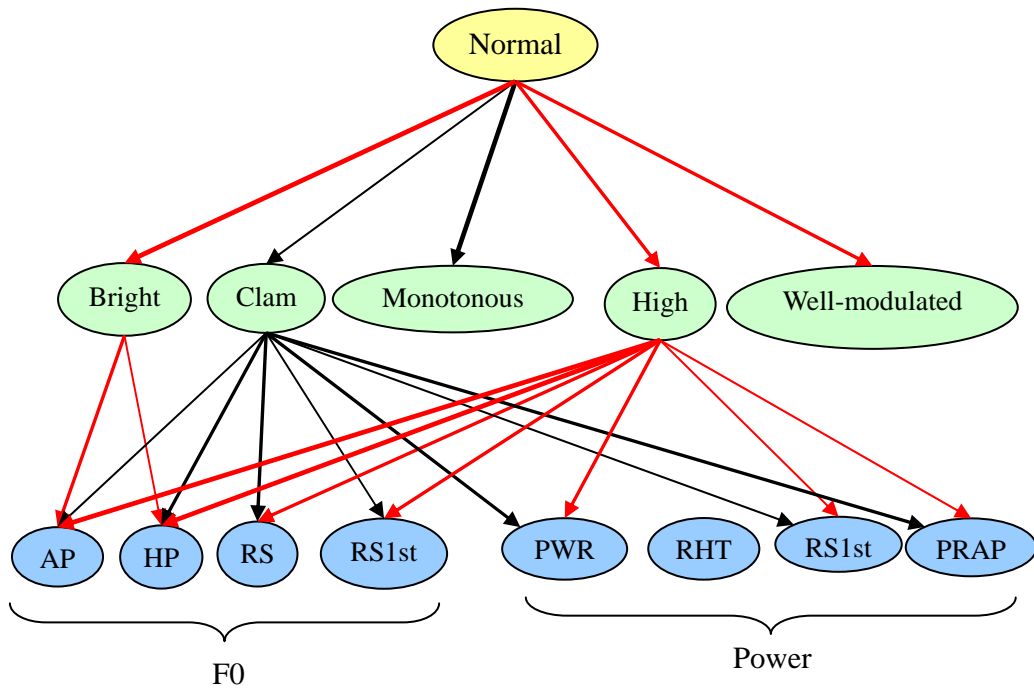 Normal
Bright
Clam
Monotonous
High
Well-modulated
AP
HP
RS
RS1st
PWR
RHT
RS1st
PRAP
F0
Power